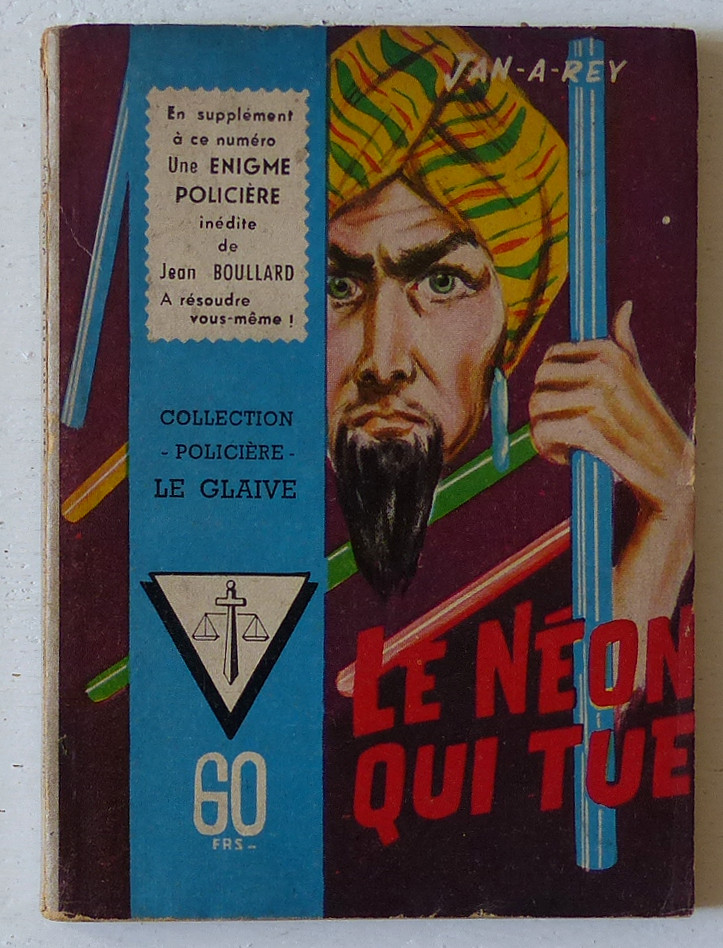 JAN-A-REY
En supplément
à ce numéro
Une ENIGME
POLICIÈRE
inédite
de
Jean BOULLARD
A résoudre
vous-même !
COLLECTION
- POLICIÈRE -
LE GLAIVE
60
FRS-
LE NÉON
QUI TUE